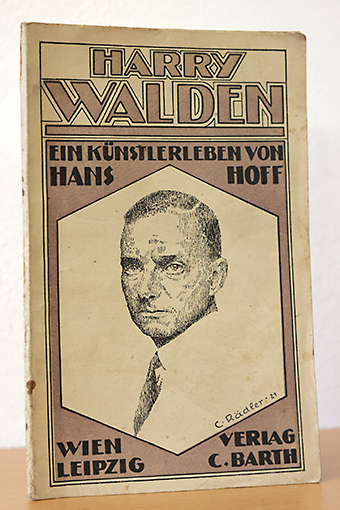 HARRY
WALDEN
EIN KÜNSTLERLEBEN VON
HANS HOFF
C. Rädler: 21
WIEN VERLAG
LEIPZIG C. BARTH